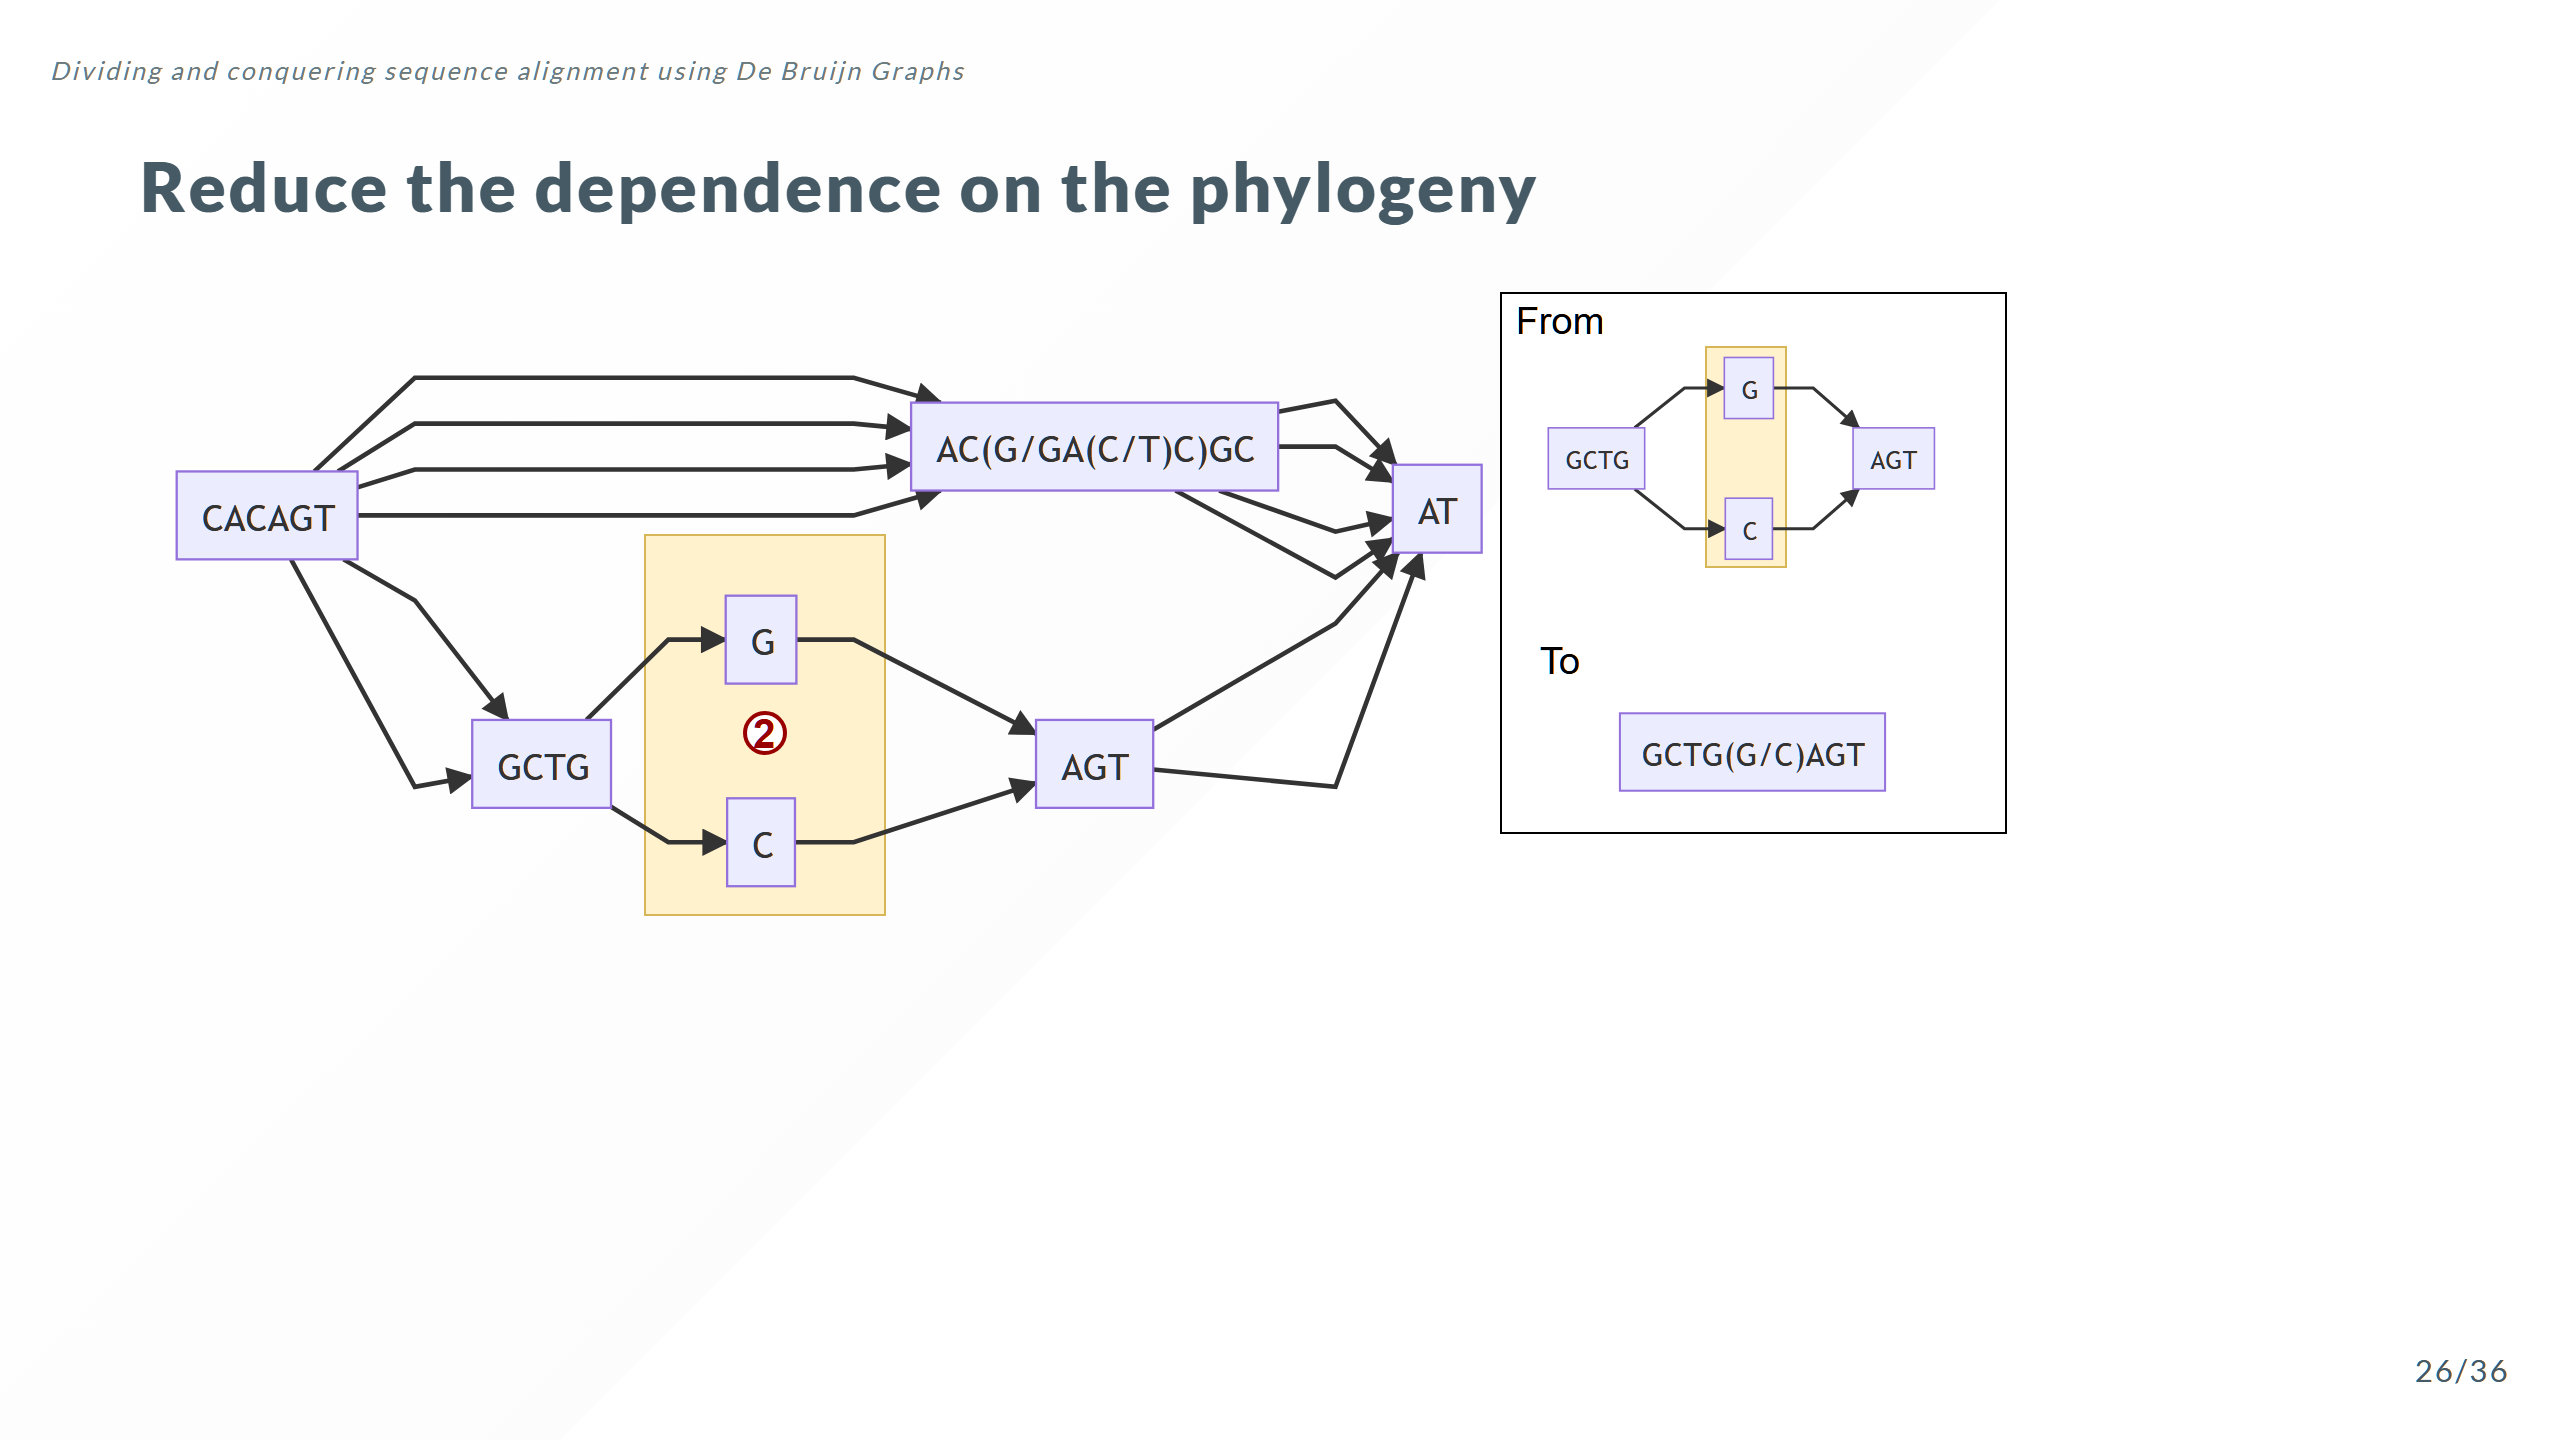 Dividing and conquering sequence alignment using De Bruijn Graphs
Reduce the dependence on the phylogeny
CACAGT
AC(G/GA(C/T)C)GC
AT
G
②
C
GCTG
AGT
From
G
GCTG
AGT
C
To
GCTG(G/C)AGT
26/36